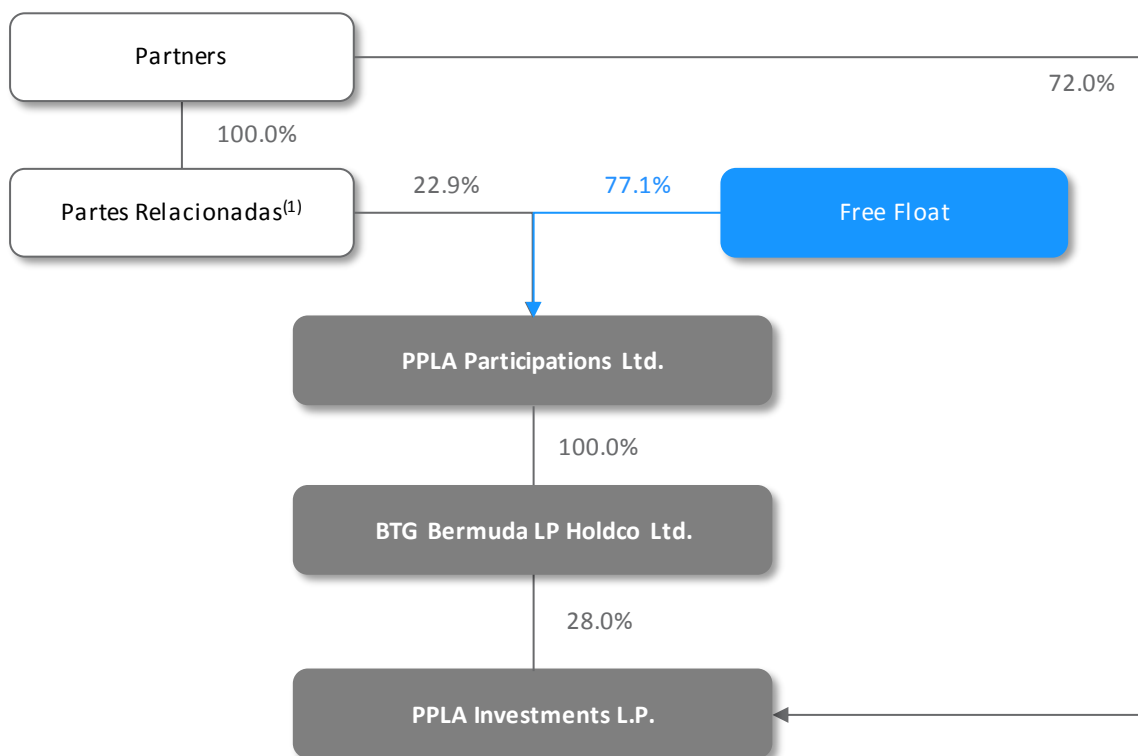 Partners
72.0%
100.0%
Partes Relacionadas(1)
22.9%
77.1%
Free Float
PPLA Participations Ltd.
100.0%
BTG Bermuda LP Holdco Ltd.
28.0%
PPLA Investments L.P.